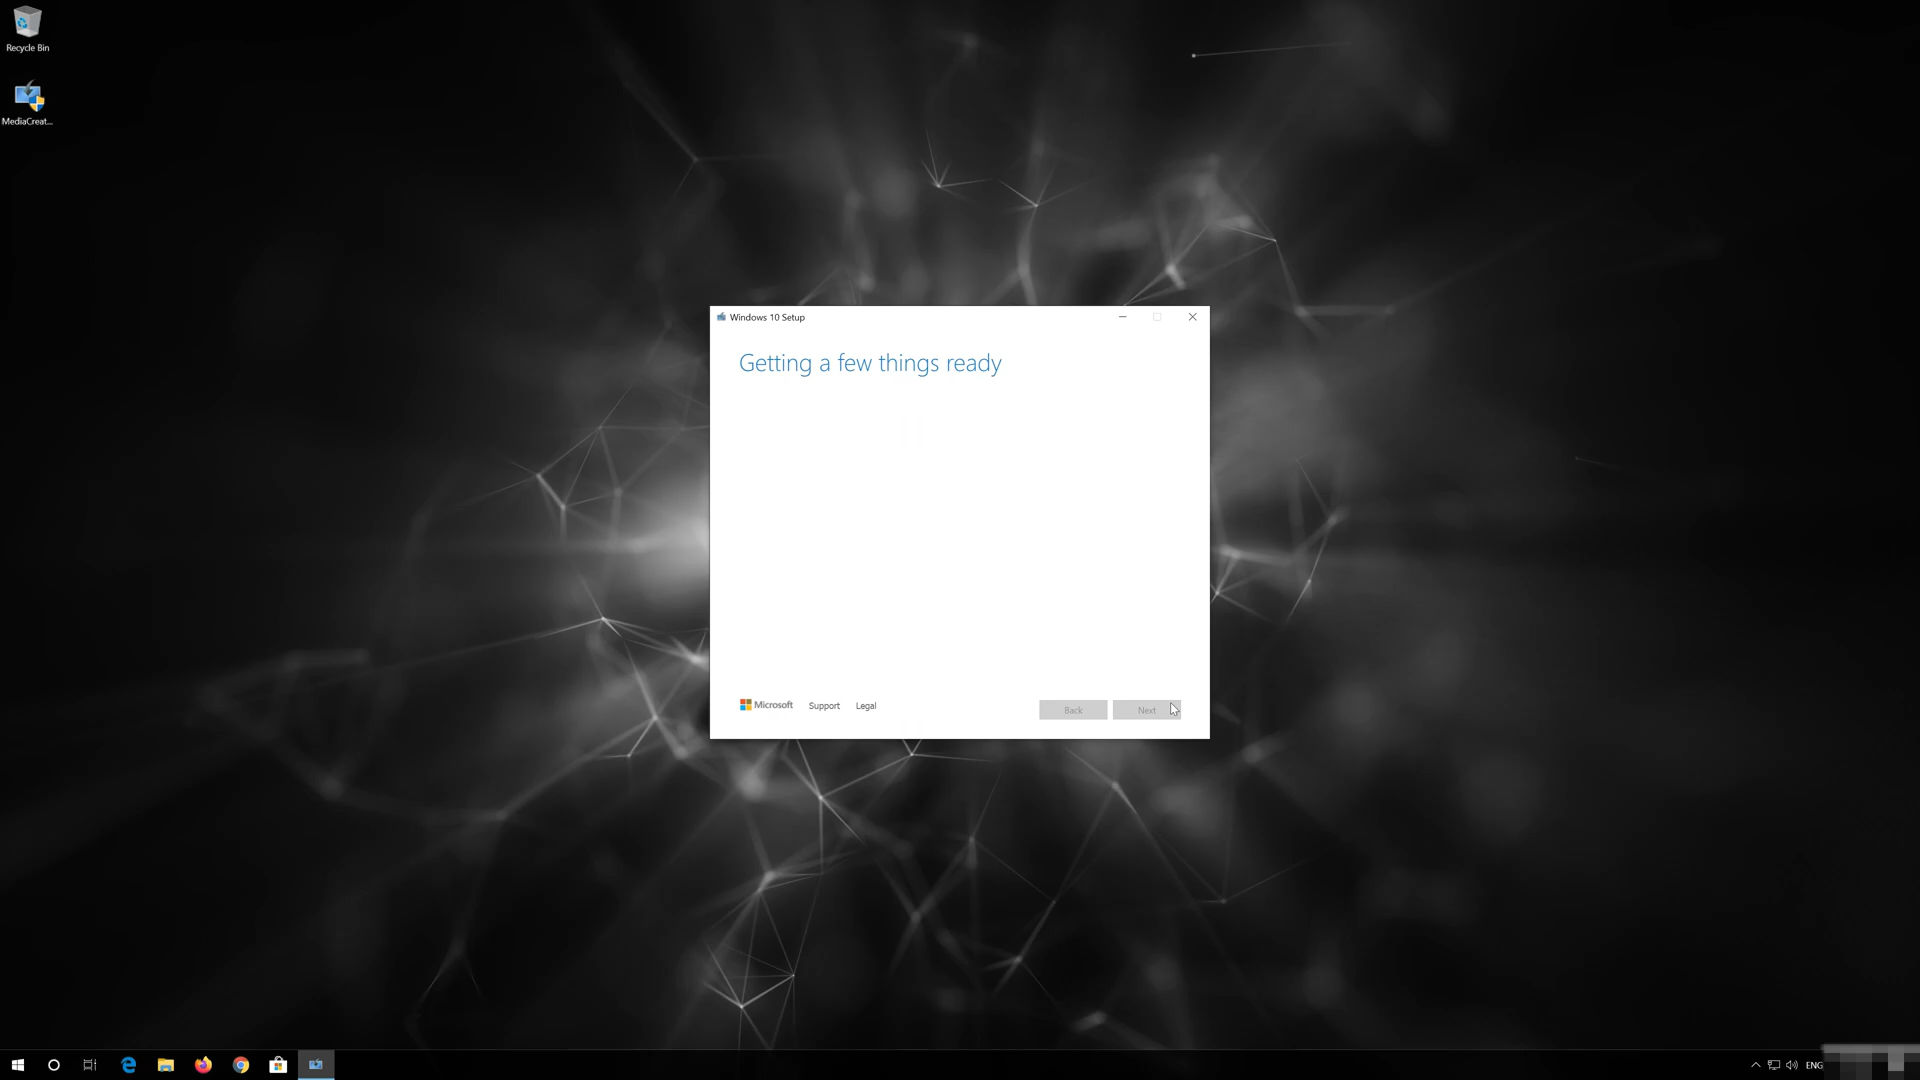 Recycle Bin
MediaCreat...
Windows 10 Setup
Getting a few things ready
Microsoft Support Legal
Back Next
ENG